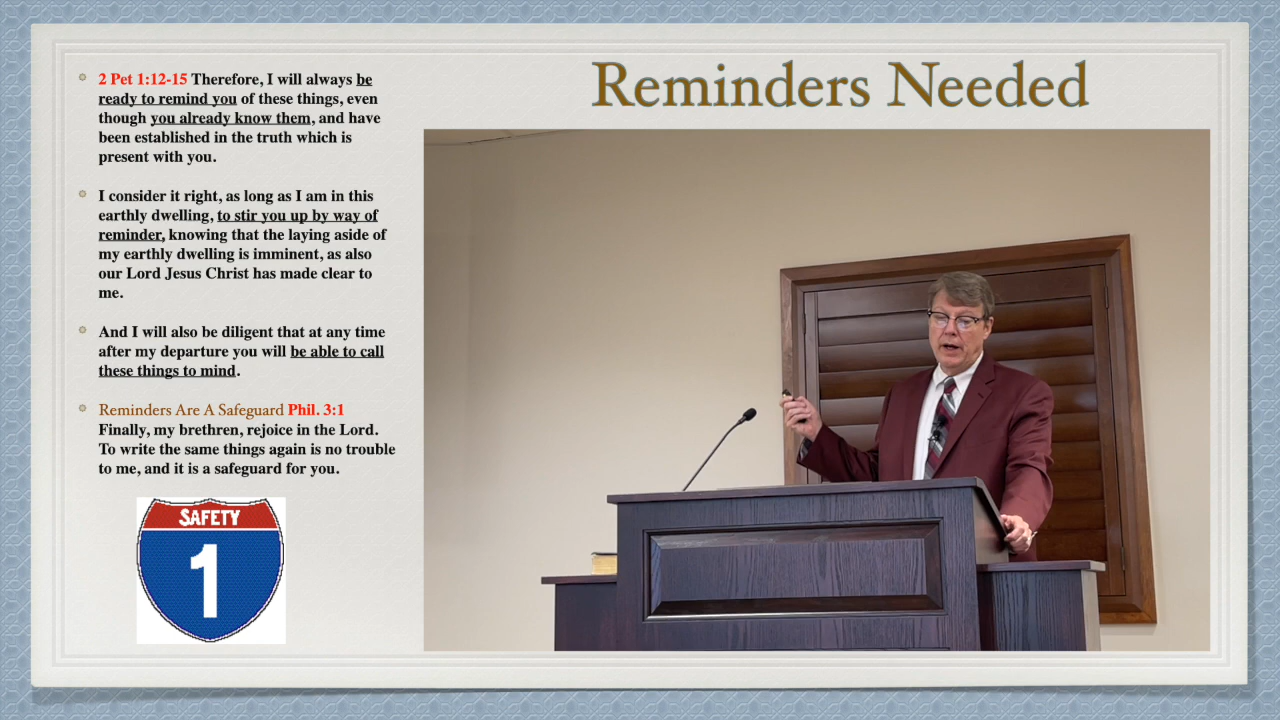 Reminders Needed
2 Pet 1:12-15 Therefore, I will always be
ready to remind you of these things, even
though you already know them, and have
been established in the truth which is
present with you.
I consider it right, as long as I am in this
earthly dwelling, to stir you up by way of
reminder, knowing that the laying aside of
my earthly dwelling is imminent, as also
our Lord Jesus Christ has made clear to
me.
And I will also be diligent that at any time
after my departure you will be able to call
these things to mind.
Reminders Are A Safeguard Phil. 3:1
Finally, my brethren, rejoice in the Lord.
To write the same things again is no trouble
to me, and it is a safeguard for you.
SAFETY
1